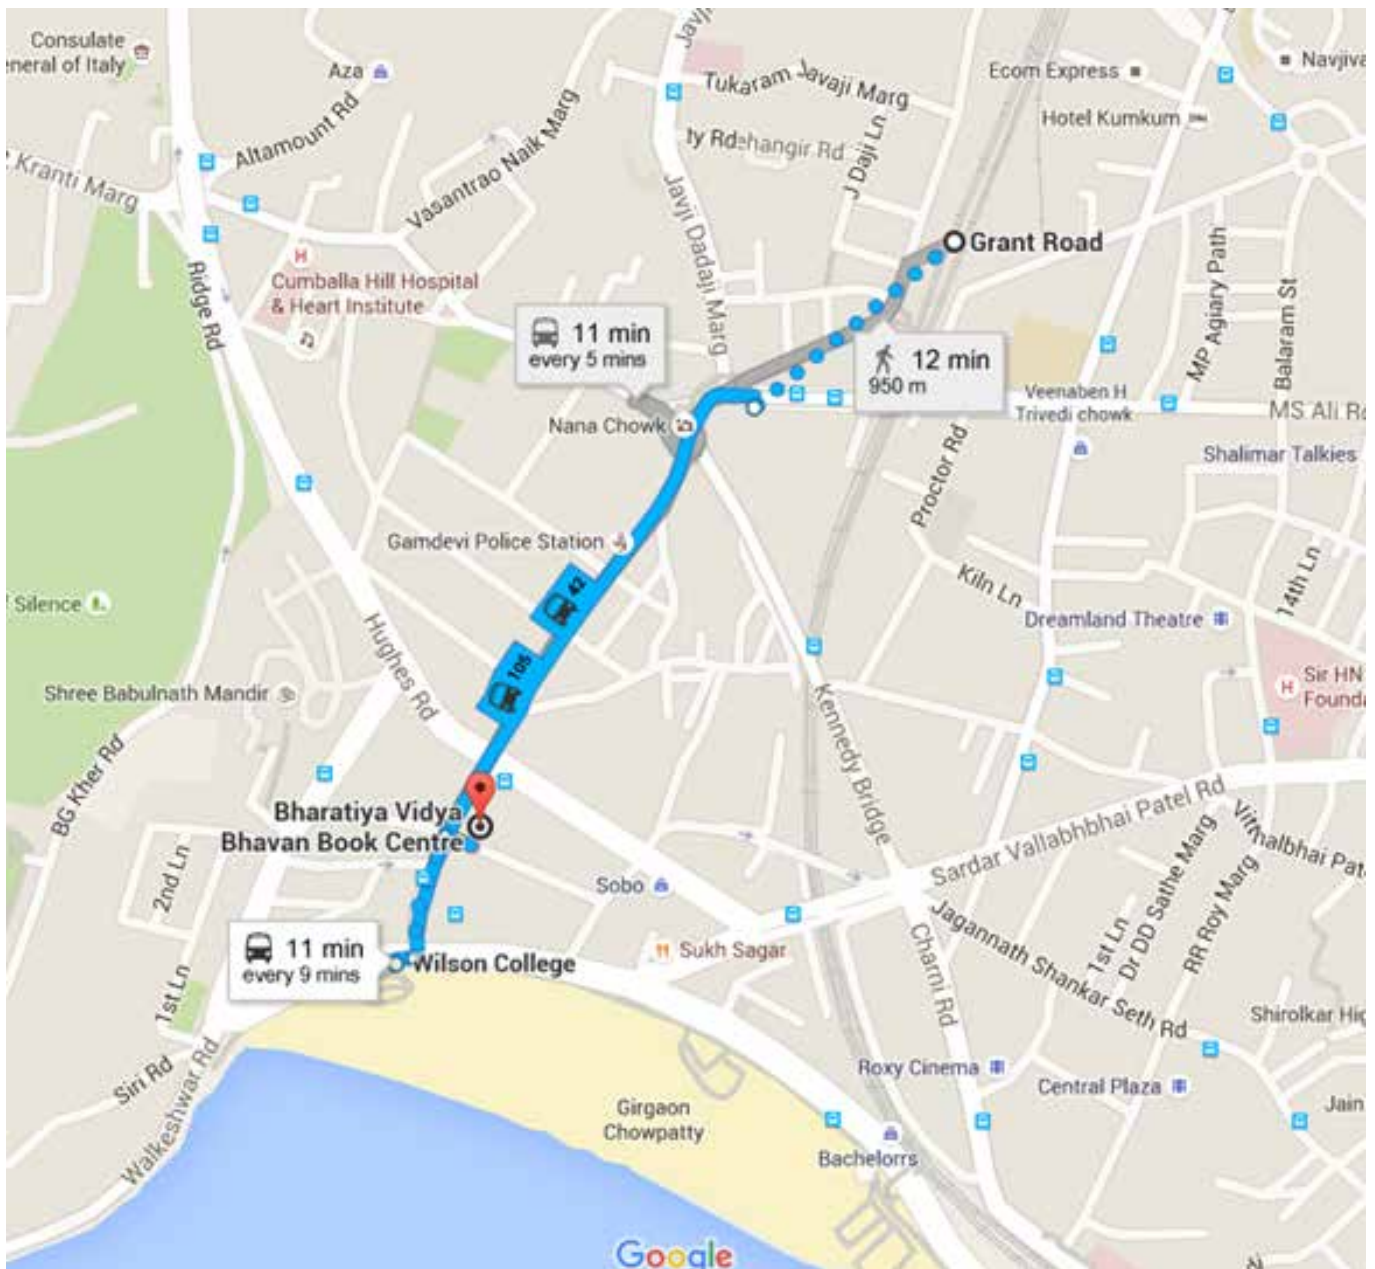 Consulate
eneral of Italy
Aza
Javji
Tukaram Javaji Marg
Ecom Express
Navjiva
Hotel Kumkum
Altamount Rd
Vasantrao Naik Marg
ty Rd
ehangir Rd
J Daji Ln
Kranti Marg
Javji Dadaji Marg
Grant Road
MP Agiary Path
Balaram St
Ridge Rd
H
Cumballa Hill Hospital
& Heart Institute
11 min
every 5 mins
12 min
950 m
Veenaben H
Trivedi chowk
MS Ali Ro
Nana Chowk
Shalimar Talkies
Proctor Rd
Gamdevi Police Station
Kiln Ln
14th Ln
42
Silence
Dreamland Theatre
Hughes Rd
105
H
Sir HN
Founda
Shree Babulnath Mandir
Kennedy Bridge
BG Kher Rd
Bharatiya Vidya
Bhavan Book Centre
Sardar Vallabhbhai Patel Rd
Vitthalbhai Pate
2nd Ln
Sobo
Dr DD Sathe Marg
RR Roy Marg
1st Ln
Jagannath Shankar Seth Rd
11 min
every 9 mins
Wilson College
Sukh Sagar
Charni Rd
1st Ln
Shirolkar Hig
Siri Rd
Walkeshwar Rd
Roxy Cinema
Central Plaza
Girgaon
Chowpatty
Jain
Bachelorrs
Google